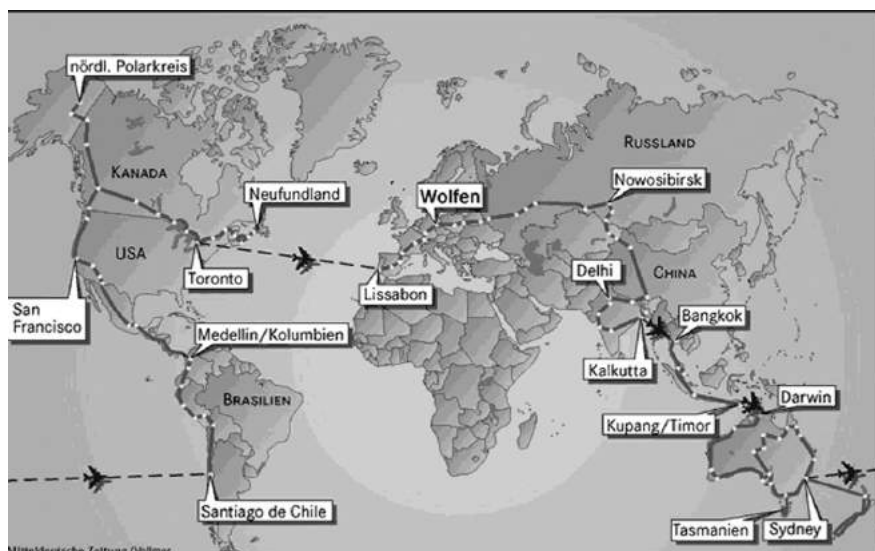 nördl. Polarkreis
RUSSLAND
KANADA
Neufundland
Wolfen
Nowosibirsk
USA
Toronto
Lissabon
Delhi
CHINA
San
Francisco
Medellin/Kolumbien
Bangkok
Kalkutta
BRASILIEN
Kupang/Timor
Darwin
Santiago de Chile
Tasmanien
Sydney